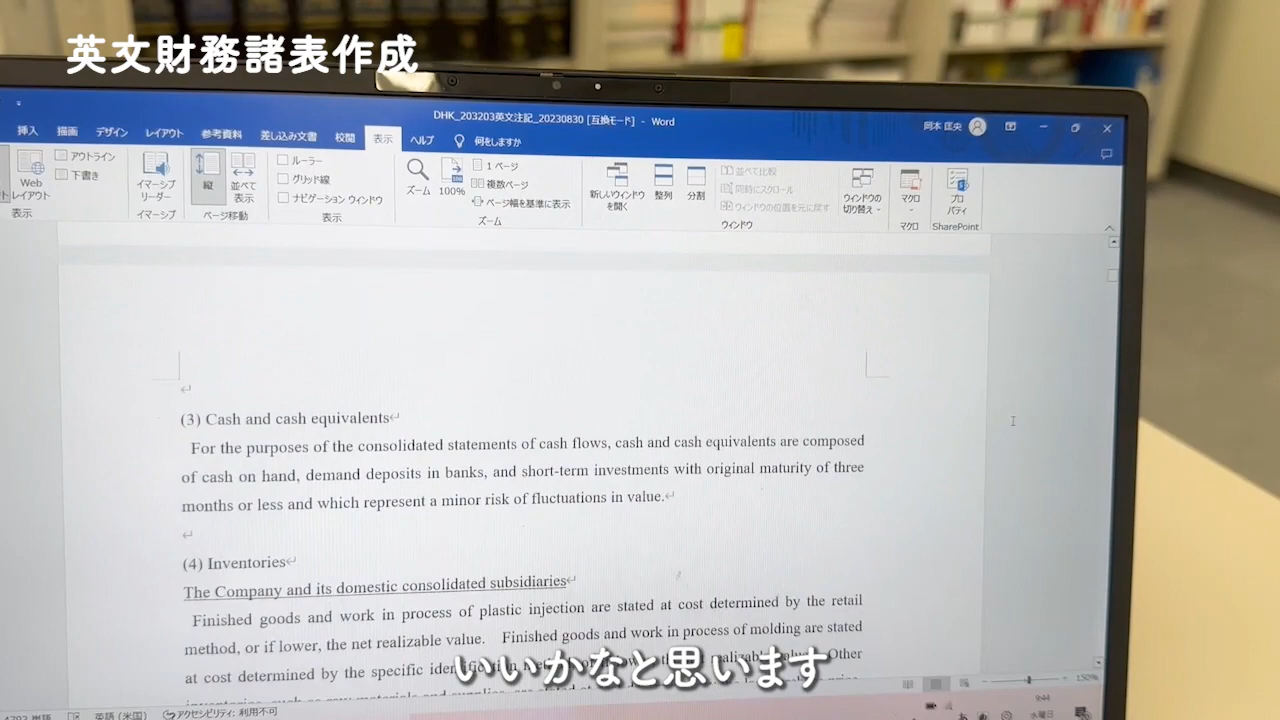 英文財務諸表作成
DHK_203203英文注記_20230830 [互換モード] - Word
岡本 匡央
挿入 描画 デザイン レイアウト 参考資料 差し込み文書 校閲 表示 ヘルプ 何をしますか
Web レイアウト
アウトライン
下書き
表示
イマーシブ リーダー
イマーシブ
縦
並べて 表示
ページ移動
ルーラー
グリッド線
ナビゲーション ウィンドウ
表示
ズーム
100%
1 ページ
複数ページ
ページ幅を基準に表示
ズーム
新しいウィンドウ を開く
整列
分割
並べて比較
同時にスクロール
ウィンドウの位置を元に戻す
ウィンドウの 切り替え
ウィンドウ
マクロ
マクロ
プロ パティ
SharePoint
(3) Cash and cash equivalents
For the purposes of the consolidated statements of cash flows, cash and cash equivalents are composed
of cash on hand, demand deposits in banks, and short-term investments with original maturity of three
months or less and which represent a minor risk of fluctuations in value.
(4) Inventories
The Company and its domestic consolidated subsidiaries
Finished goods and work in process of plastic injection are stated at cost determined by the retail
method, or if lower, the net realizable value. Finished goods and work in process of molding are stated
at cost determined by the specific Other
いいかなと思います
英語 (米国) アクセシビリティ: 利用不可
150%
9:44
水曜日